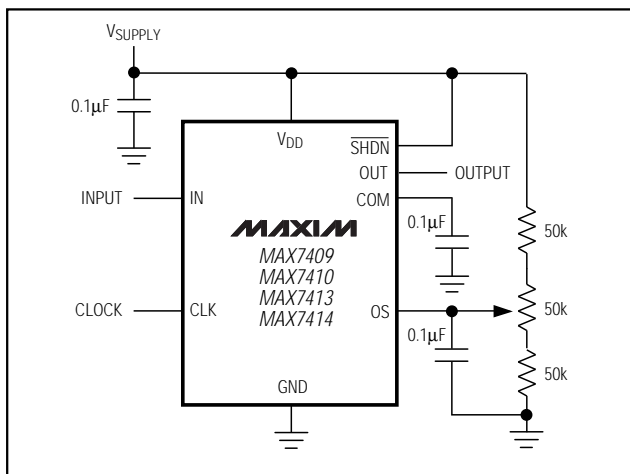 VSUPPLY
0.1µF
VDD
SHDN
OUT
OUTPUT
INPUT
IN
COM
MAXIM
0.1µF
50k
MAX7409
MAX7410
MAX7413
MAX7414
CLOCK
CLK
OS
50k
0.1µF
50k
GND